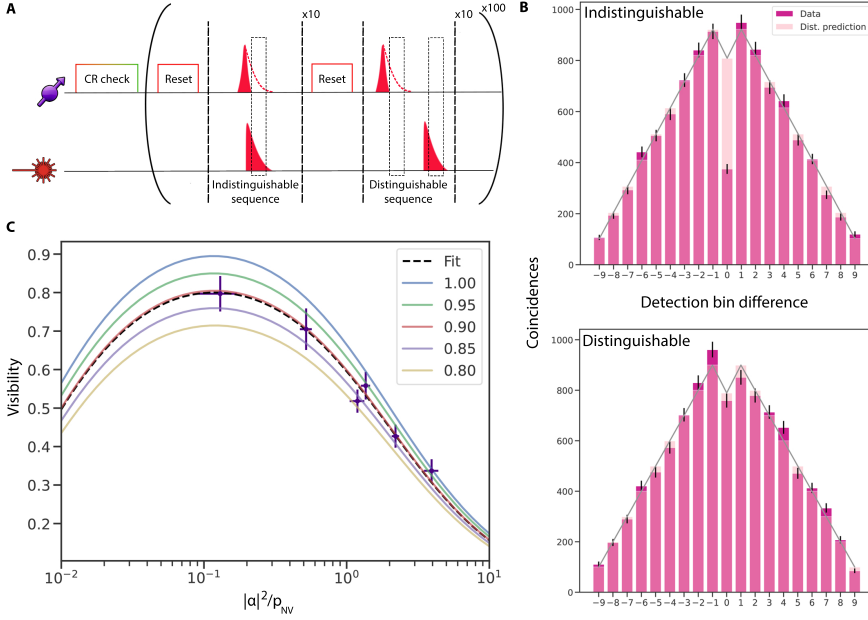 A
x10
x10
x100
CR check
Reset
Reset
Indistinguishable
sequence
Distinguishable
sequence
B
Indistinguishable
Data
Dist. prediction
1000
800
600
400
200
0
−9 −8 −7 −6 −5 −4 −3 −2 −1 0 1 2 3 4 5 6 7 8 9
Detection bin difference
Coincidences
Distinguishable
1000
800
600
400
200
0
−9 −8 −7 −6 −5 −4 −3 −2 −1 0 1 2 3 4 5 6 7 8 9
C
Visibility
0.9
0.8
0.7
0.6
0.5
0.4
0.3
0.2
Fit
1.00
0.95
0.90
0.85
0.80
10⁻² 10⁻¹ 10⁰ 10¹
|α|²/p_NV